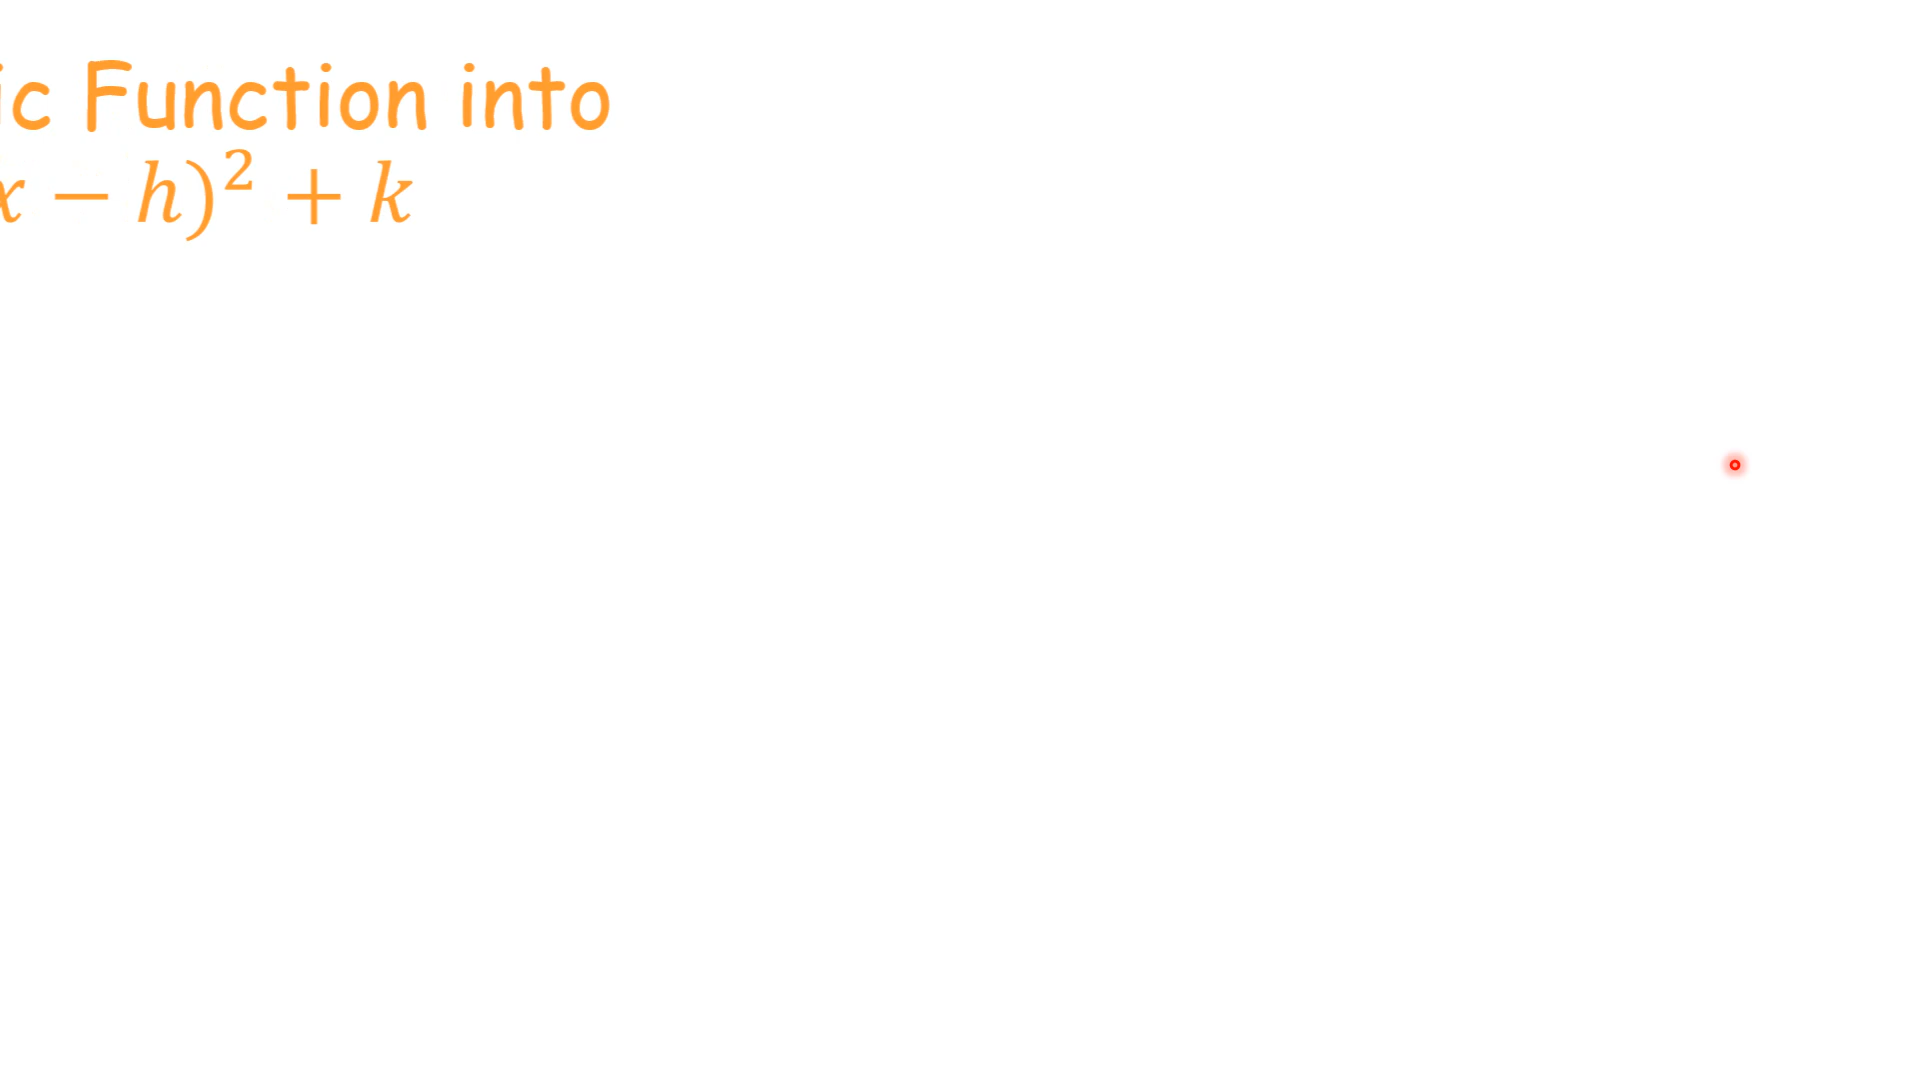 ic Function into
x − h)² + k